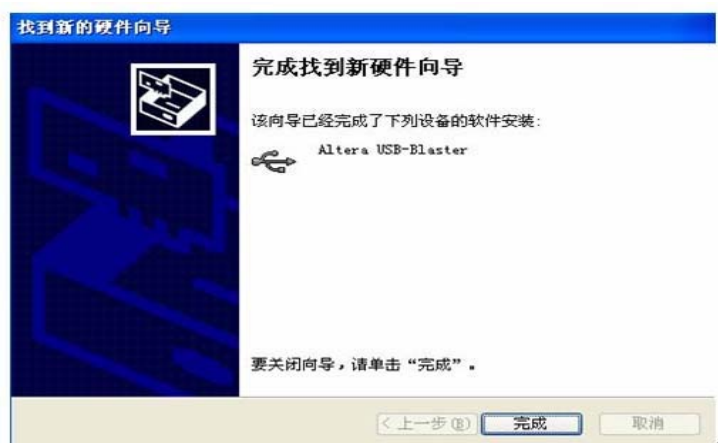 找到新的硬件向导
完成找到新硬件向导
该向导已经完成了下列设备的软件安装:
Altera USB-Blaster
要关闭向导，请单击“完成”。
<上一步(B) 完成 取消